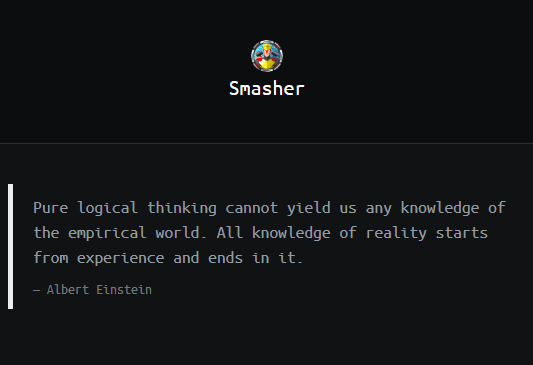 Smasher
Pure logical thinking cannot yield us any knowledge of
the empirical world. All knowledge of reality starts
from experience and ends in it.
— Albert Einstein